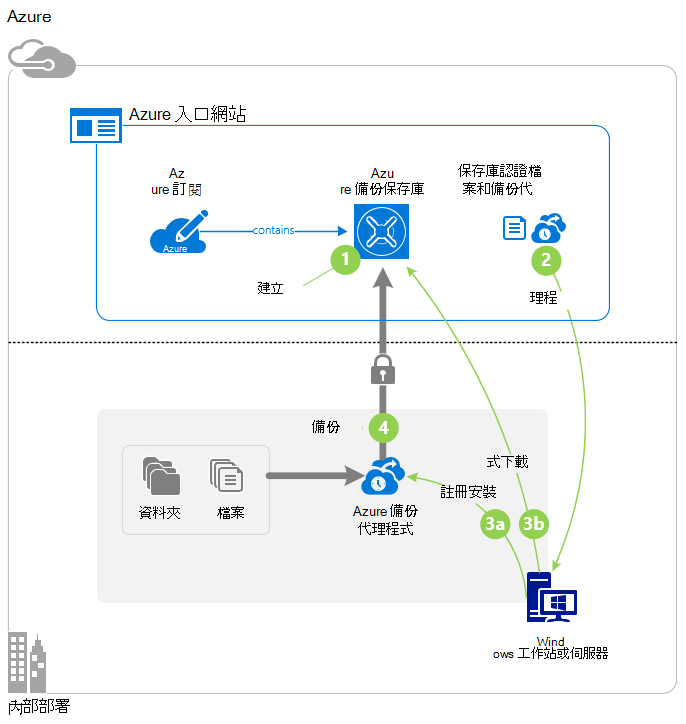 Azure
Azure 入口網站
Az
ure 訂閱
Azu
re 備份保存庫
保存庫認證檔
案和備份代
contains
Azure
1
2
建立
理程
備份
4
式下載
註冊安裝
資料夾
檔案
Azure 備份
代理程式
3a
3b
Wind
ows 工作站或伺服器
內部部署